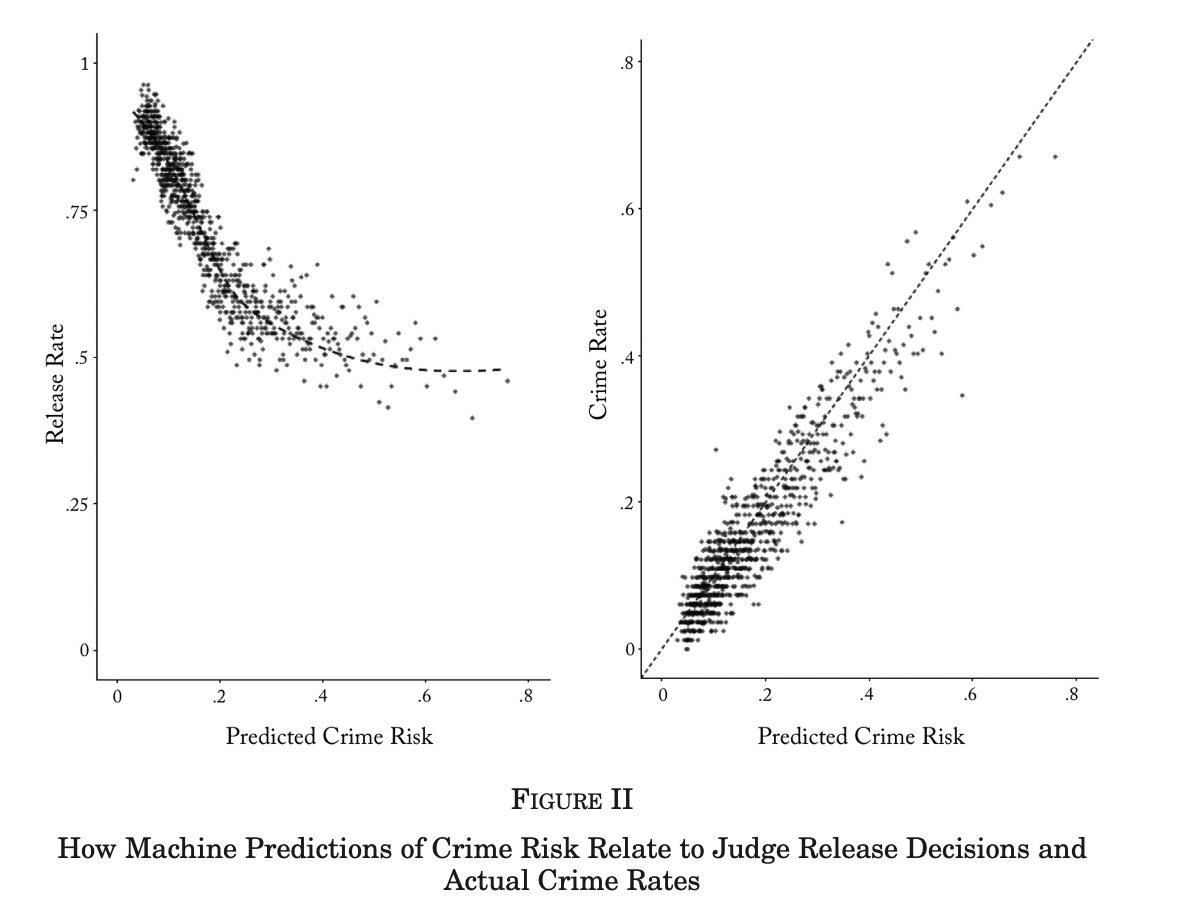 1
.75
.5
.25
0
Release Rate
0 .2 .4 .6 .8
Predicted Crime Risk
.8
.6
.4
.2
0
Crime Rate
0 .2 .4 .6 .8
Predicted Crime Risk
FIGURE II
How Machine Predictions of Crime Risk Relate to Judge Release Decisions and
Actual Crime Rates